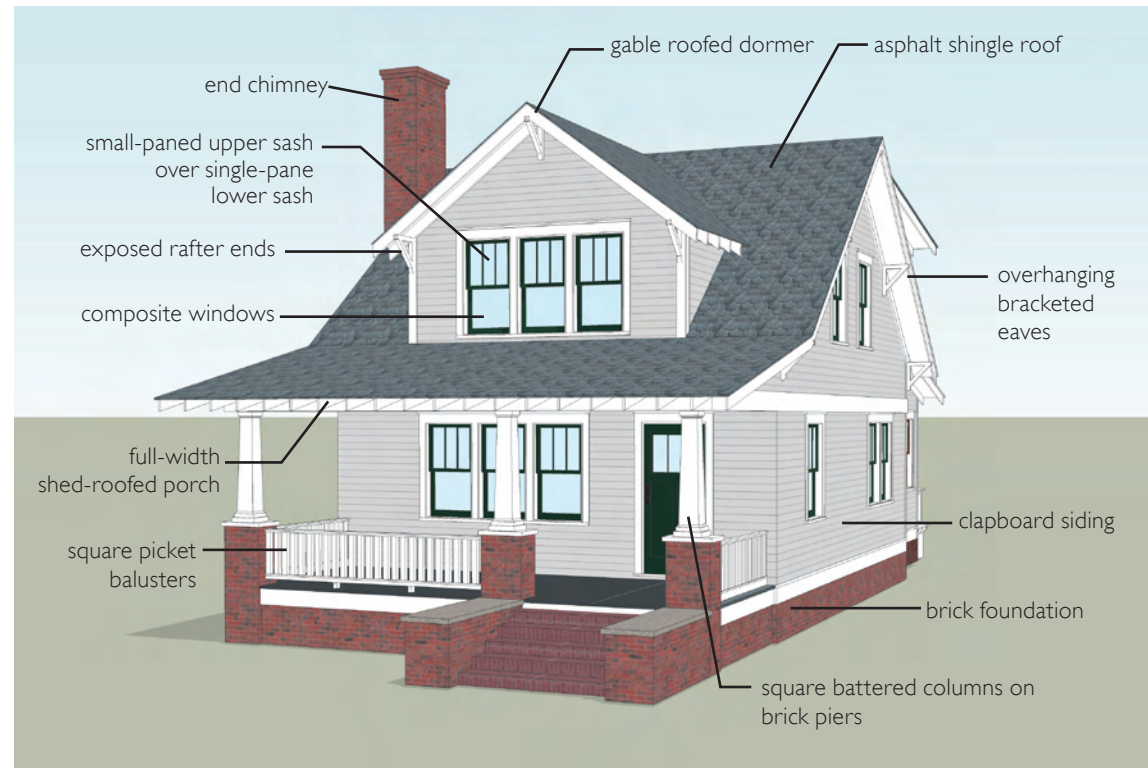 gable roofed dormer
asphalt shingle roof
end chimney
small-paned upper sash
over single-pane
lower sash
exposed rafter ends
composite windows
overhanging
bracketed
eaves
full-width
shed-roofed porch
square picket
balusters
clapboard siding
brick foundation
square battered columns on
brick piers